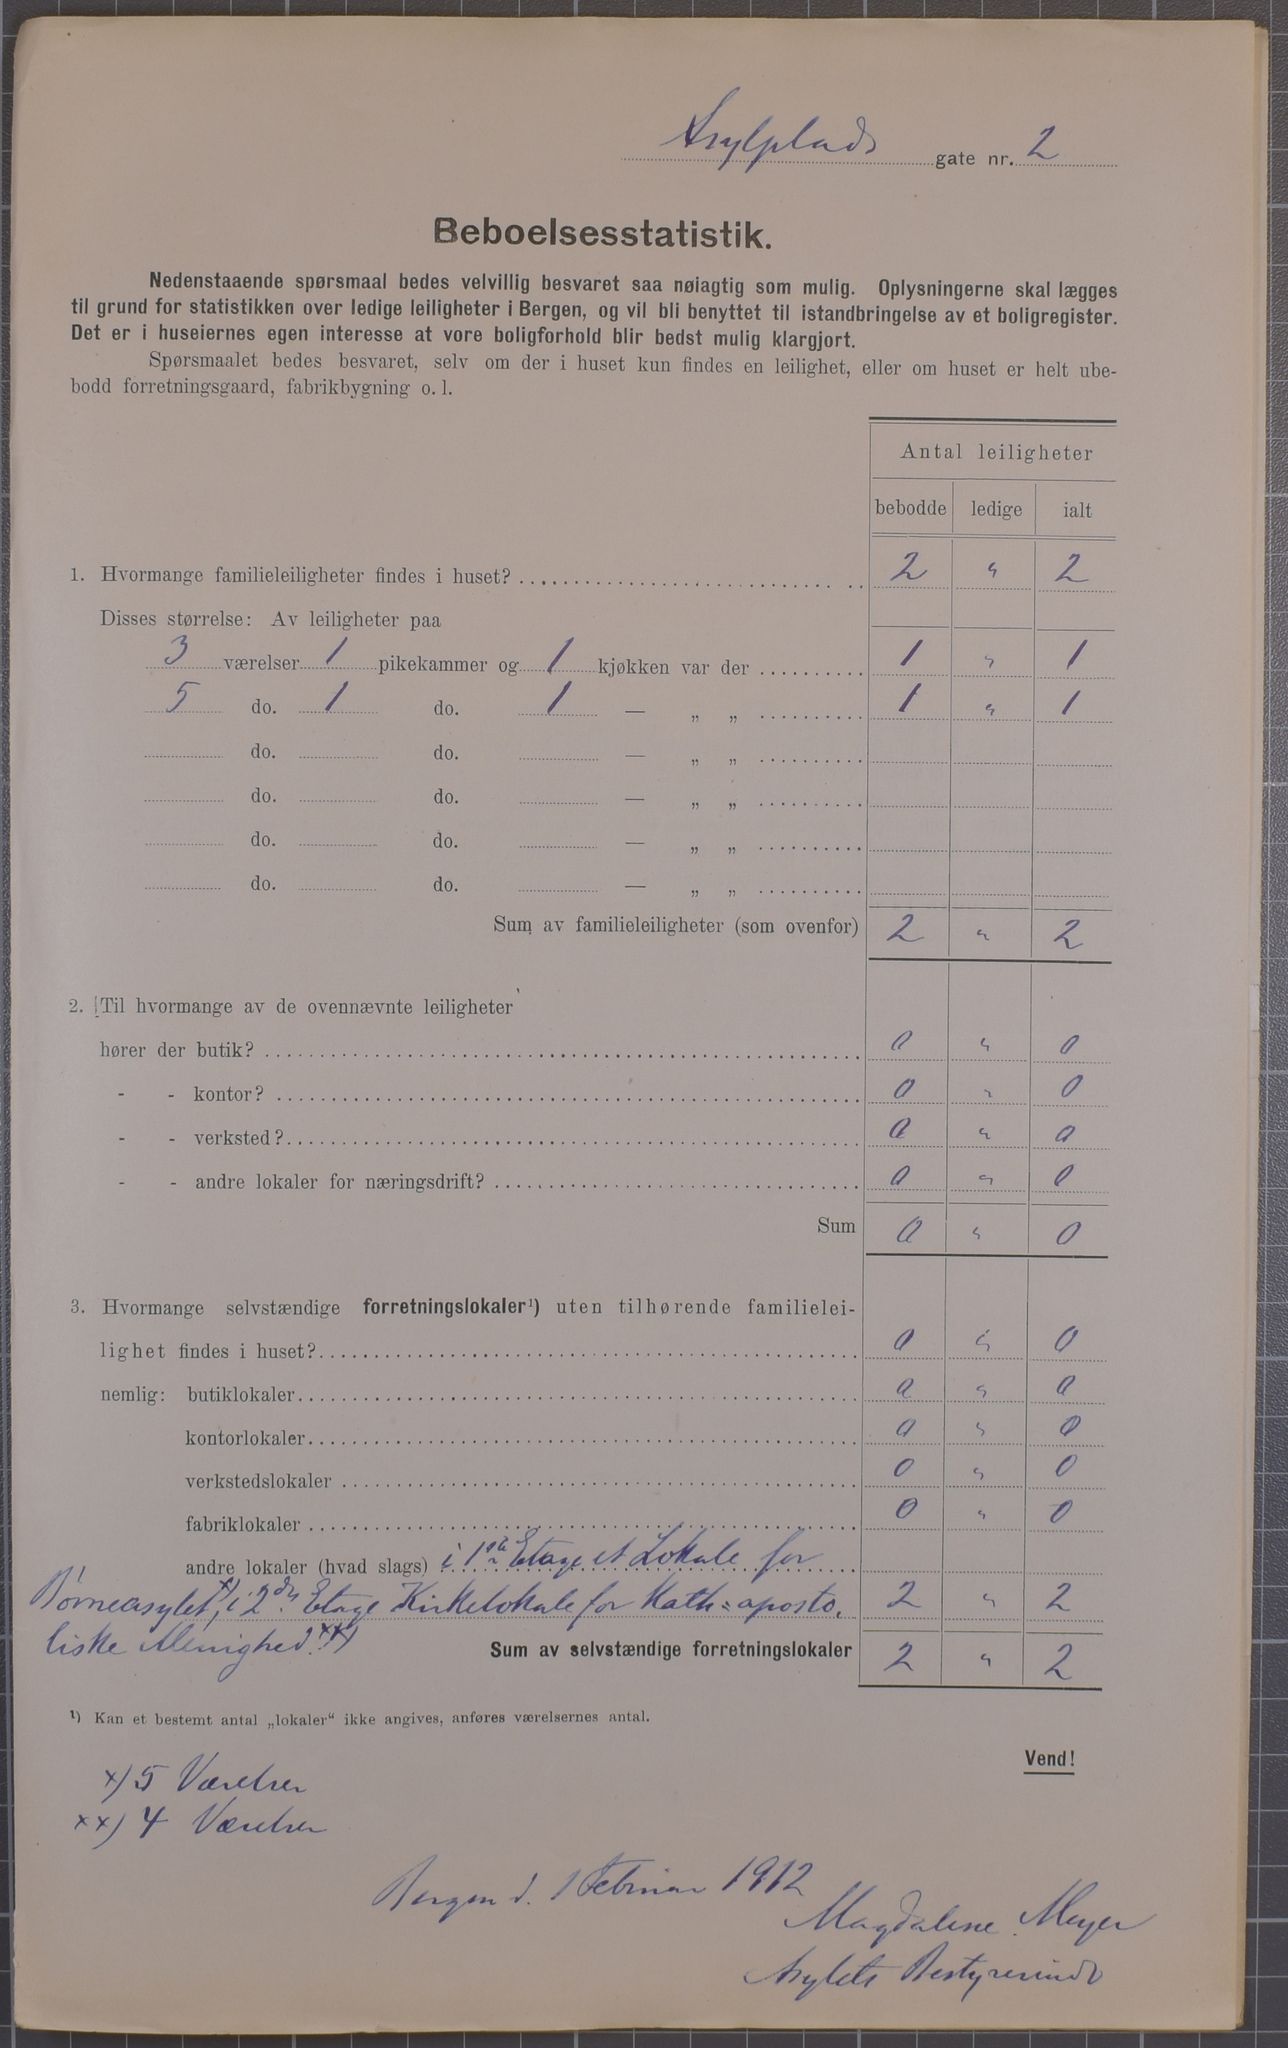 Asylplads gate nr. 2
Beboelsesstatistik.
Nedenstaaende spørsmaal bedes velvillig besvaret saa nøiagtig som mulig. Oplysningerne skal lægges
til grund for statistikken over ledige leiligheter i Bergen, og vil bli benyttet til istandbringelse av et boligregister.
Det er i huseiernes egen interesse at vore boligforhold blir bedst mulig klargjort.
Spørsmaalet bedes besvaret, selv om der i huset kun findes en leilighet, eller om huset er helt ube-
bodd forretningsgaard, fabrikbygning o. l.
Antal leiligheter
bebodde ledige ialt
1. Hvormange familieleiligheter findes i huset? 2 " 2
Disses størrelse: Av leiligheter paa
3 værelser 1 pikekammer og 1 kjøkken var der 1 " 1
5 do. 1 do. 1 — „ „ 1 " 1
do. do. — „ „
do. do. — „ „
do. do. — „ „
do. do. — „ „
Sum av familieleiligheter (som ovenfor) 2 " 2
2. Til hvormange av de ovennævnte leiligheter
hører der butik? 0 " 0
- - kontor? 0 " 0
- - verksted? 0 " 0
- - andre lokaler for næringsdrift? 0 " 0
Sum 0 " 0
3. Hvormange selvstændige forretningslokaler¹) uten tilhørende familielei-
lighet findes i huset? 0 " 0
nemlig: butiklokaler 0 " 0
kontorlokaler 0 " 0
verkstedslokaler 0 " 0
fabriklokaler 0 " 0
andre lokaler (hvad slags) i 1ste Etage et Lokale for
Børneasylet, x) i 2den Etage Kirkelokale for Kath = aposto. 2 " 2
liske Menighed. xx)
Sum av selvstændige forretningslokaler 2 " 2
¹) Kan et bestemt antal „lokaler“ ikke angives, anføres værelsernes antal.
Vend!
x) 5 Værelser
xx) 4 Værelser
Bergen d. 1 Februar 1912
Magdalene Meyer
Asylets Bestyrerinde